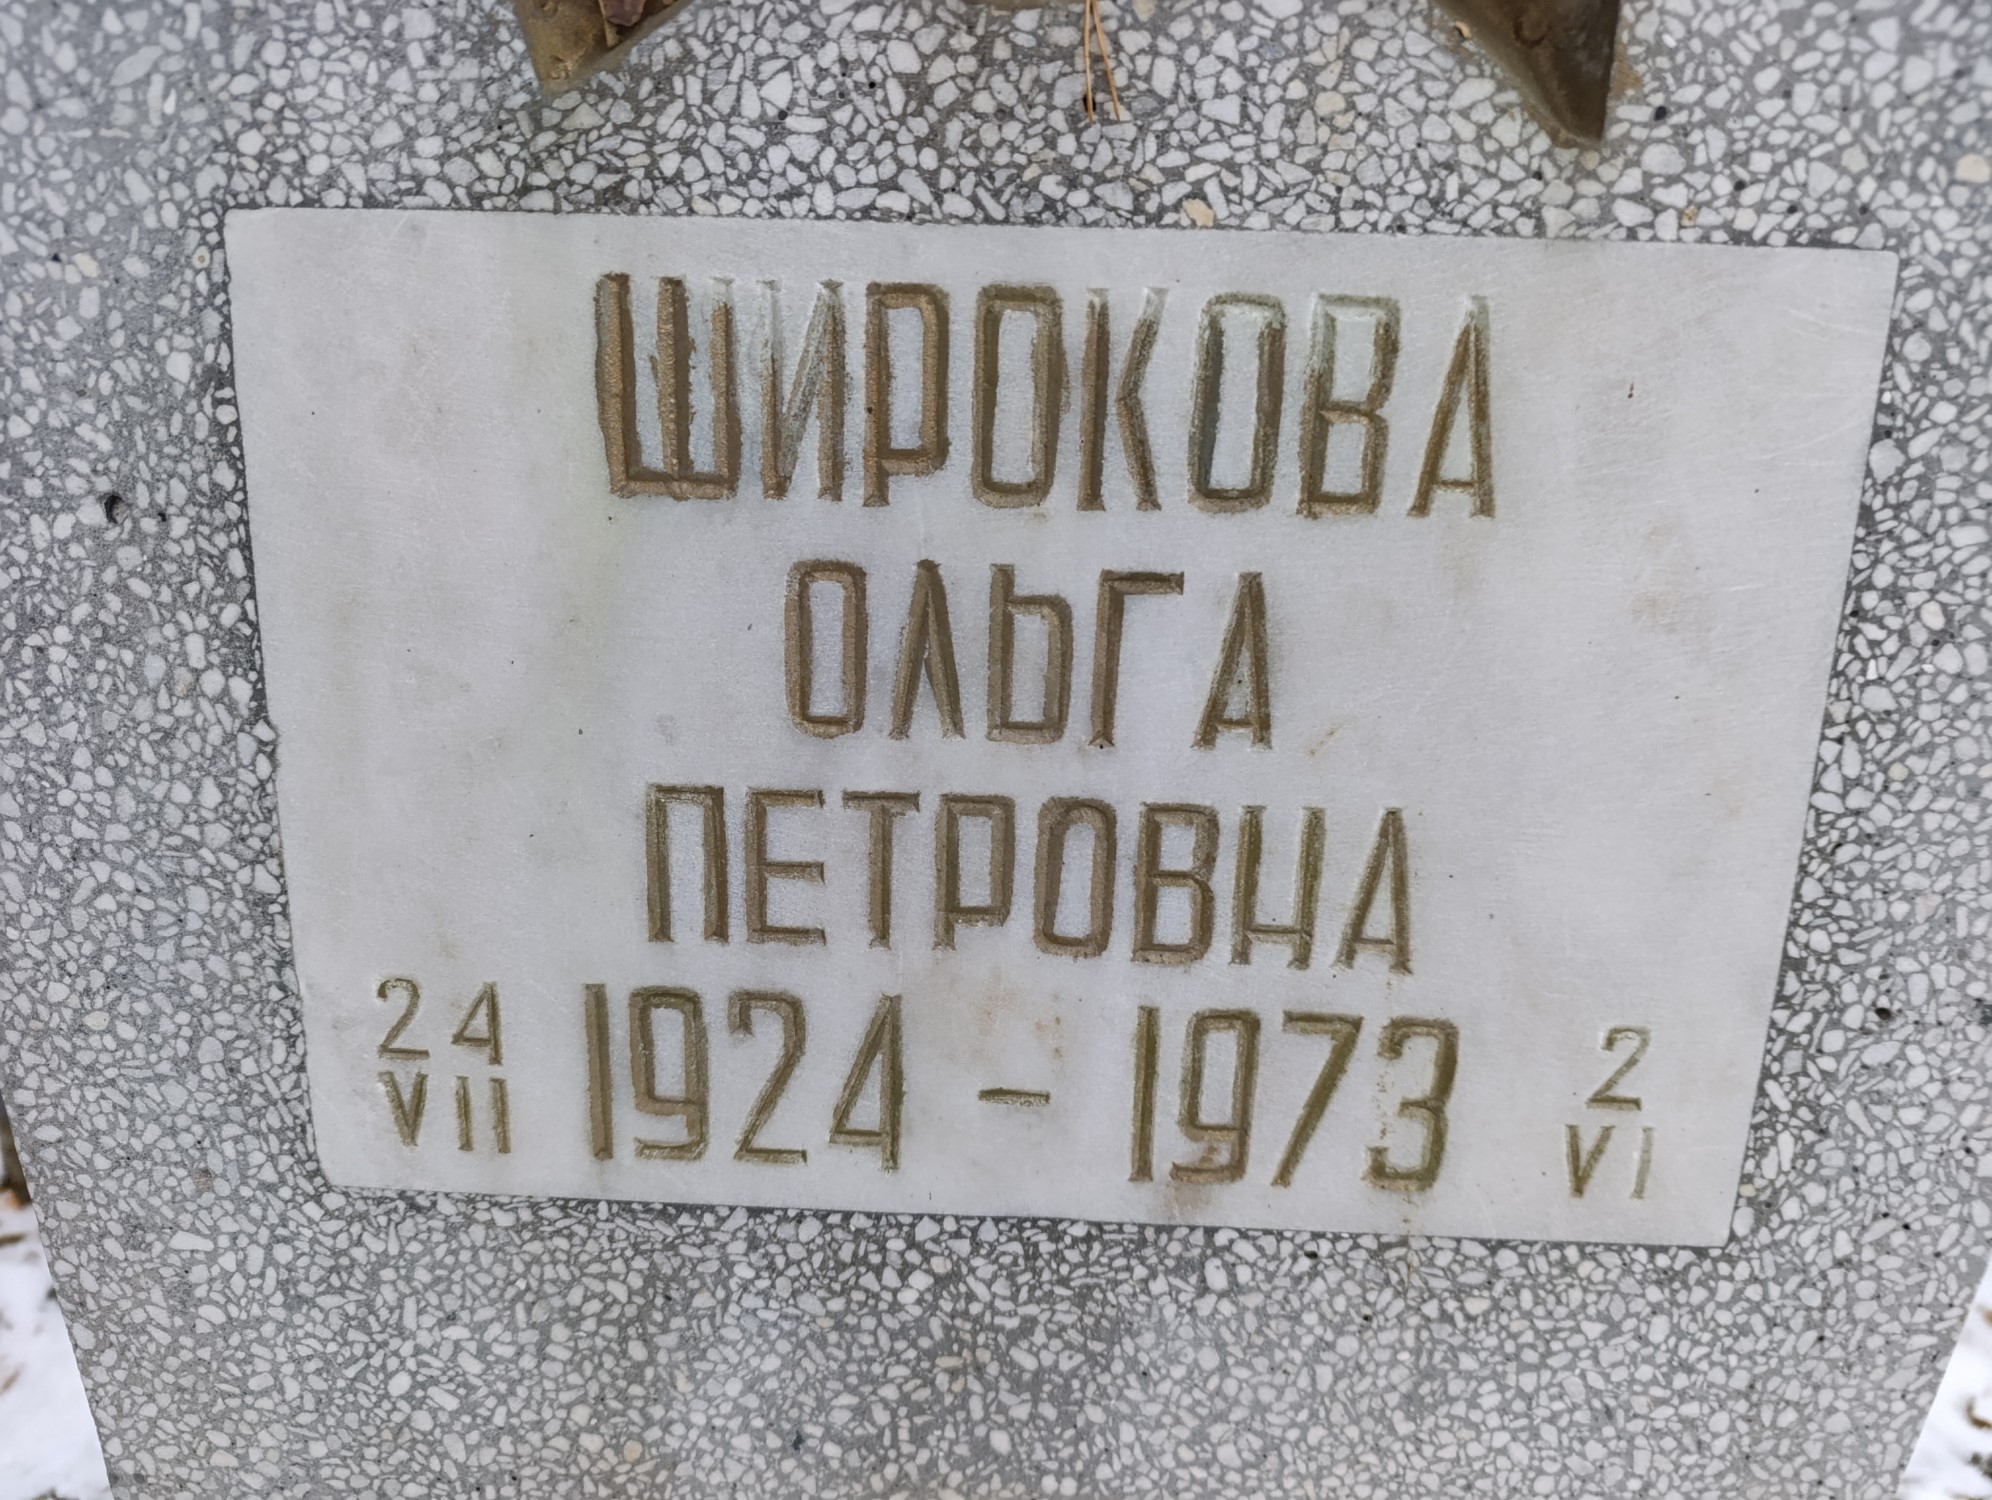 ШИРОКОВА
ОЛЬГА
ПЕТРОВНА
24 VII 1924 - 1973 2 VI